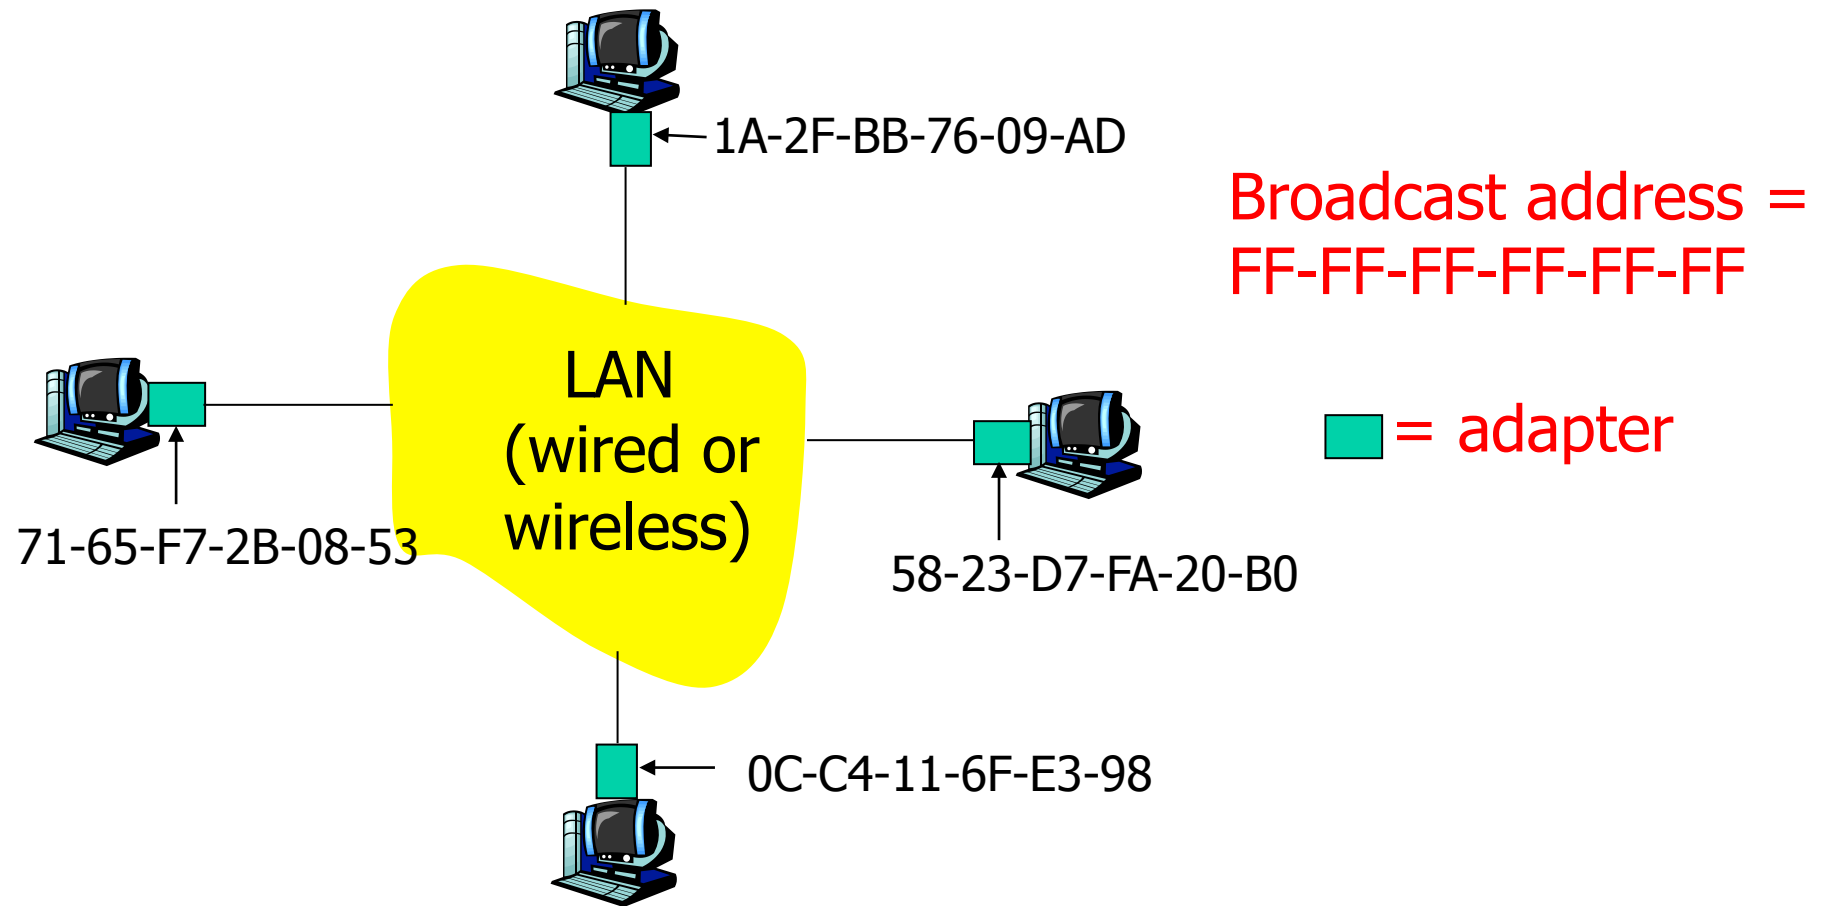 1A-2F-BB-76-09-AD
Broadcast address =
FF-FF-FF-FF-FF-FF
LAN
(wired or
wireless)
= adapter
71-65-F7-2B-08-53
58-23-D7-FA-20-B0
0C-C4-11-6F-E3-98